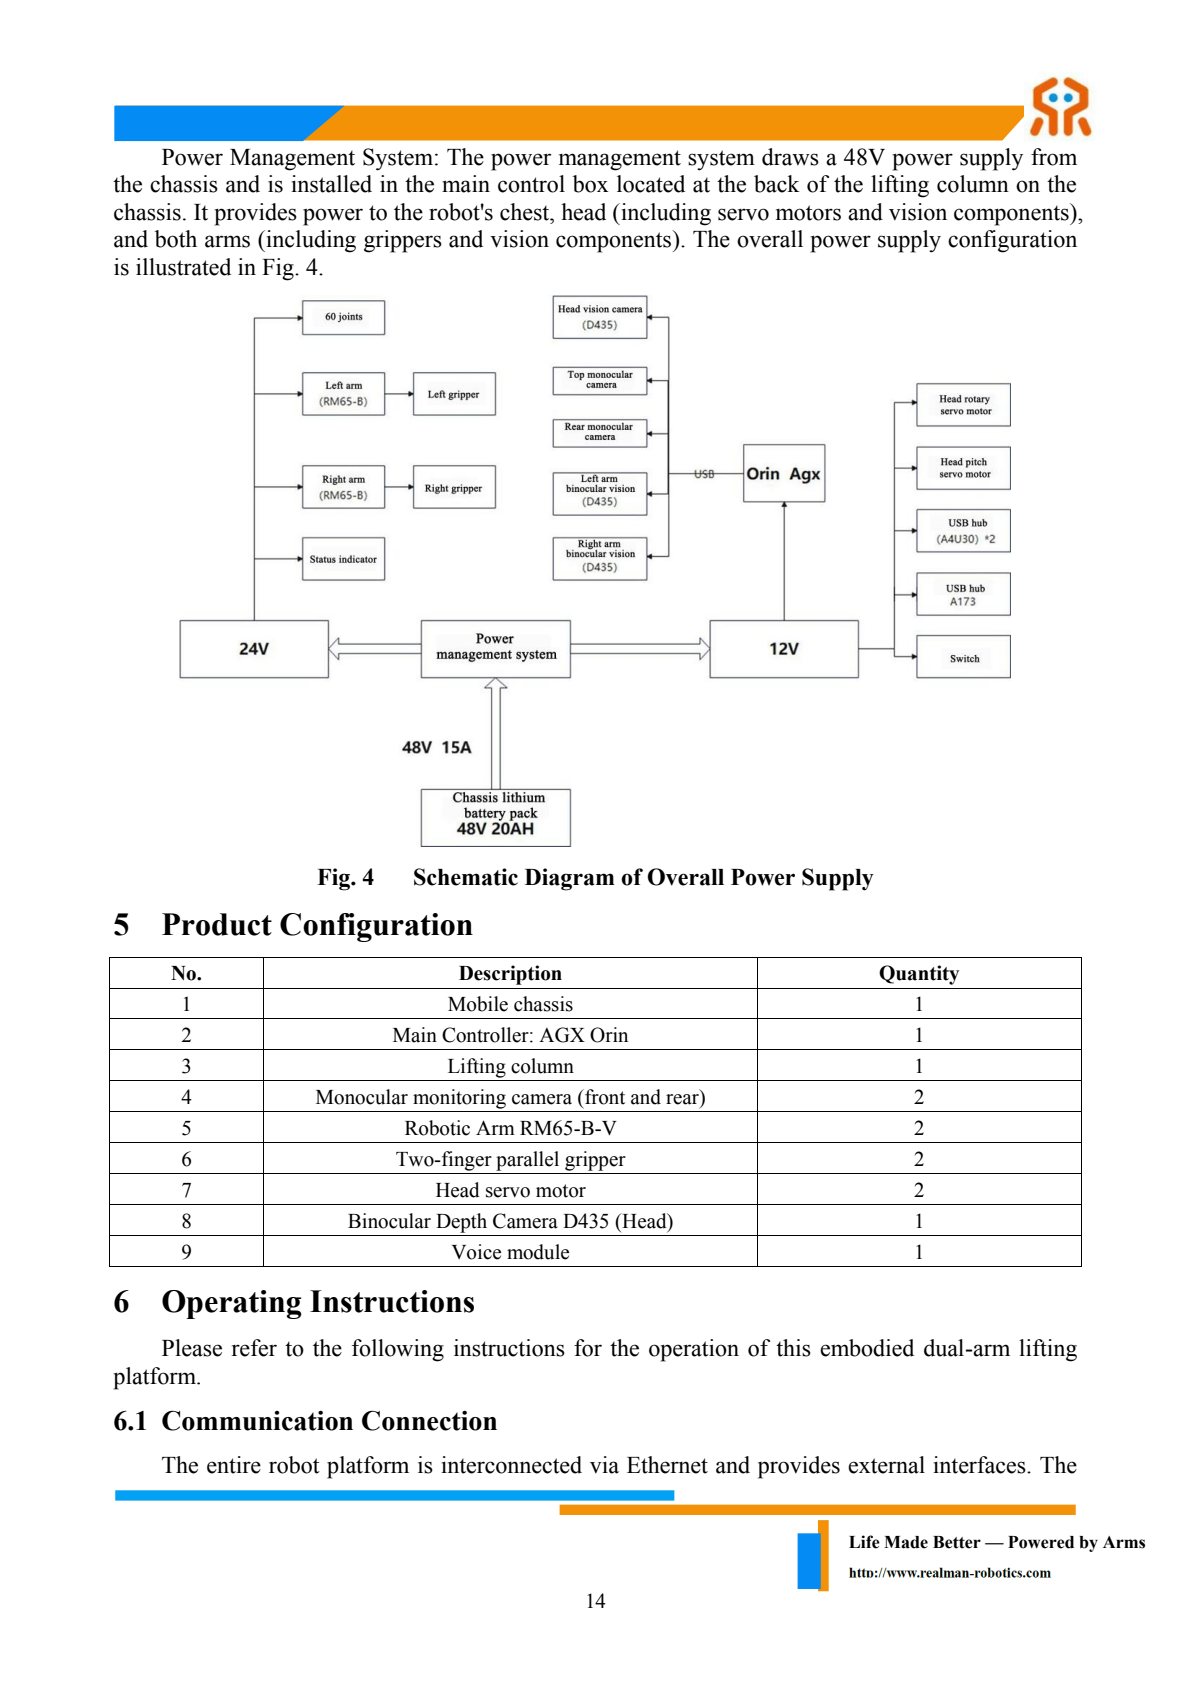 Power Management System: The power management system draws a 48V power supply from
the chassis and is installed in the main control box located at the back of the lifting column on the
chassis. It provides power to the robot's chest, head (including servo motors and vision components),
and both arms (including grippers and vision components). The overall power supply configuration
is illustrated in Fig. 4.
60 joints
Left arm
(RM65-B)
Left gripper
Right arm
(RM65-B)
Right gripper
Status indicator
Head vision camera
(D435)
Top monocular
camera
Rear monocular
camera
Left arm
binocular vision
(D435)
Right arm
binocular vision
(D435)
USB
Orin Agx
Head rotary
servo motor
Head pitch
servo motor
USB hub
(A4U30) *2
USB hub
A173
Switch
24V
Power
management system
12V
48V 15A
Chassis lithium
battery pack
48V 20AH
Fig. 4 Schematic Diagram of Overall Power Supply
5 Product Configuration
No. Description Quantity
1 Mobile chassis 1
2 Main Controller: AGX Orin 1
3 Lifting column 1
4 Monocular monitoring camera (front and rear) 2
5 Robotic Arm RM65-B-V 2
6 Two-finger parallel gripper 2
7 Head servo motor 2
8 Binocular Depth Camera D435 (Head) 1
9 Voice module 1
6 Operating Instructions
Please refer to the following instructions for the operation of this embodied dual-arm lifting
platform.
6.1 Communication Connection
The entire robot platform is interconnected via Ethernet and provides external interfaces. The
Life Made Better — Powered by Arms
http://www.realman-robotics.com
14